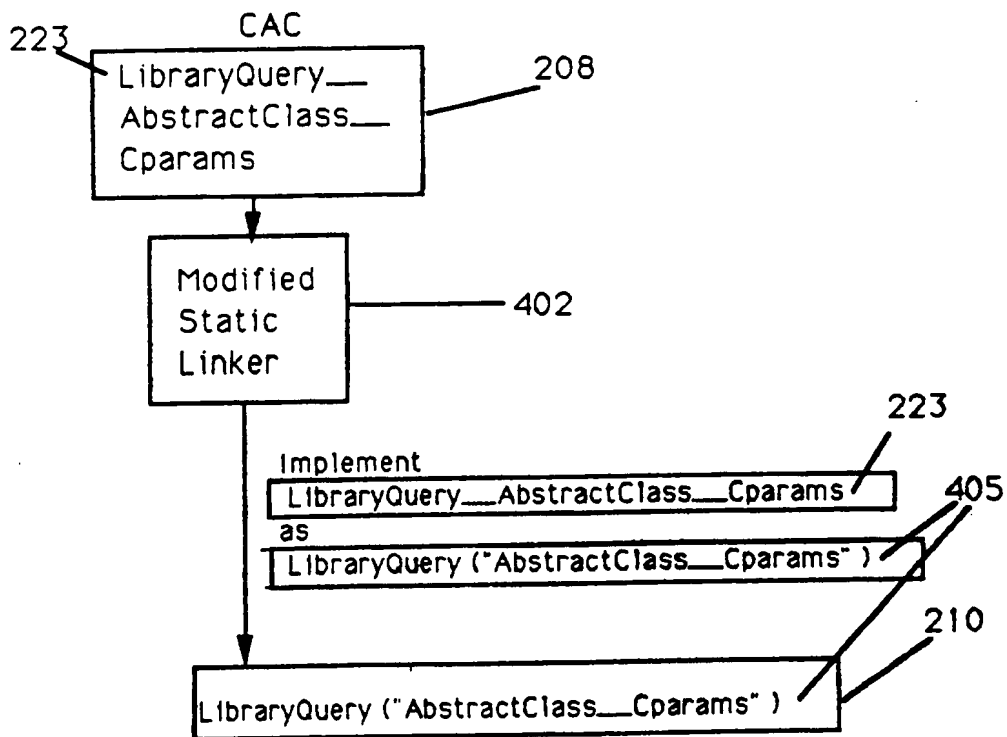 CAC
223
LibraryQuery__
AbstractClass__
Cparams
208
Modified
Static
Linker
402
223
Implement
LibraryQuery__AbstractClass__Cparams
405
as
LibraryQuery ("AbstractClass__Cparams" )
210
LibraryQuery ("AbstractClass__Cparams" )